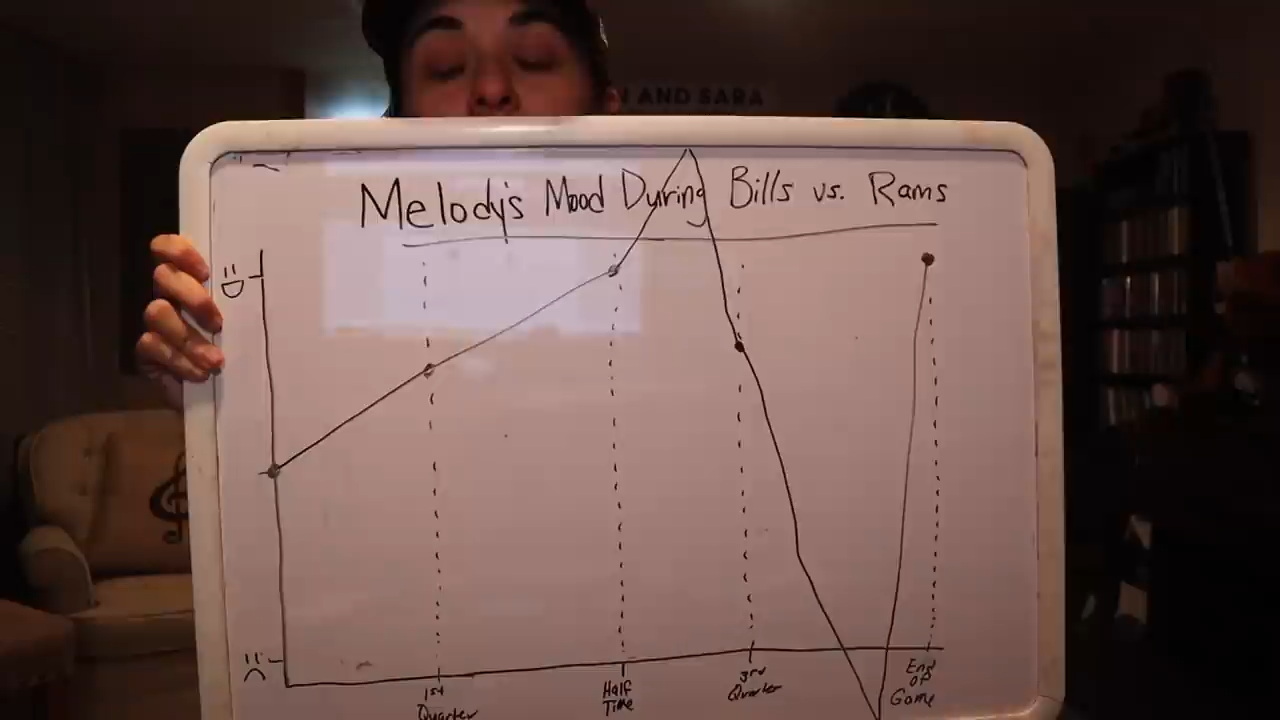 AND SARA
Melody's Mood During Bills vs. Rams
1st
Quarter
Half
Time
3rd
Quarter
End
of
Game